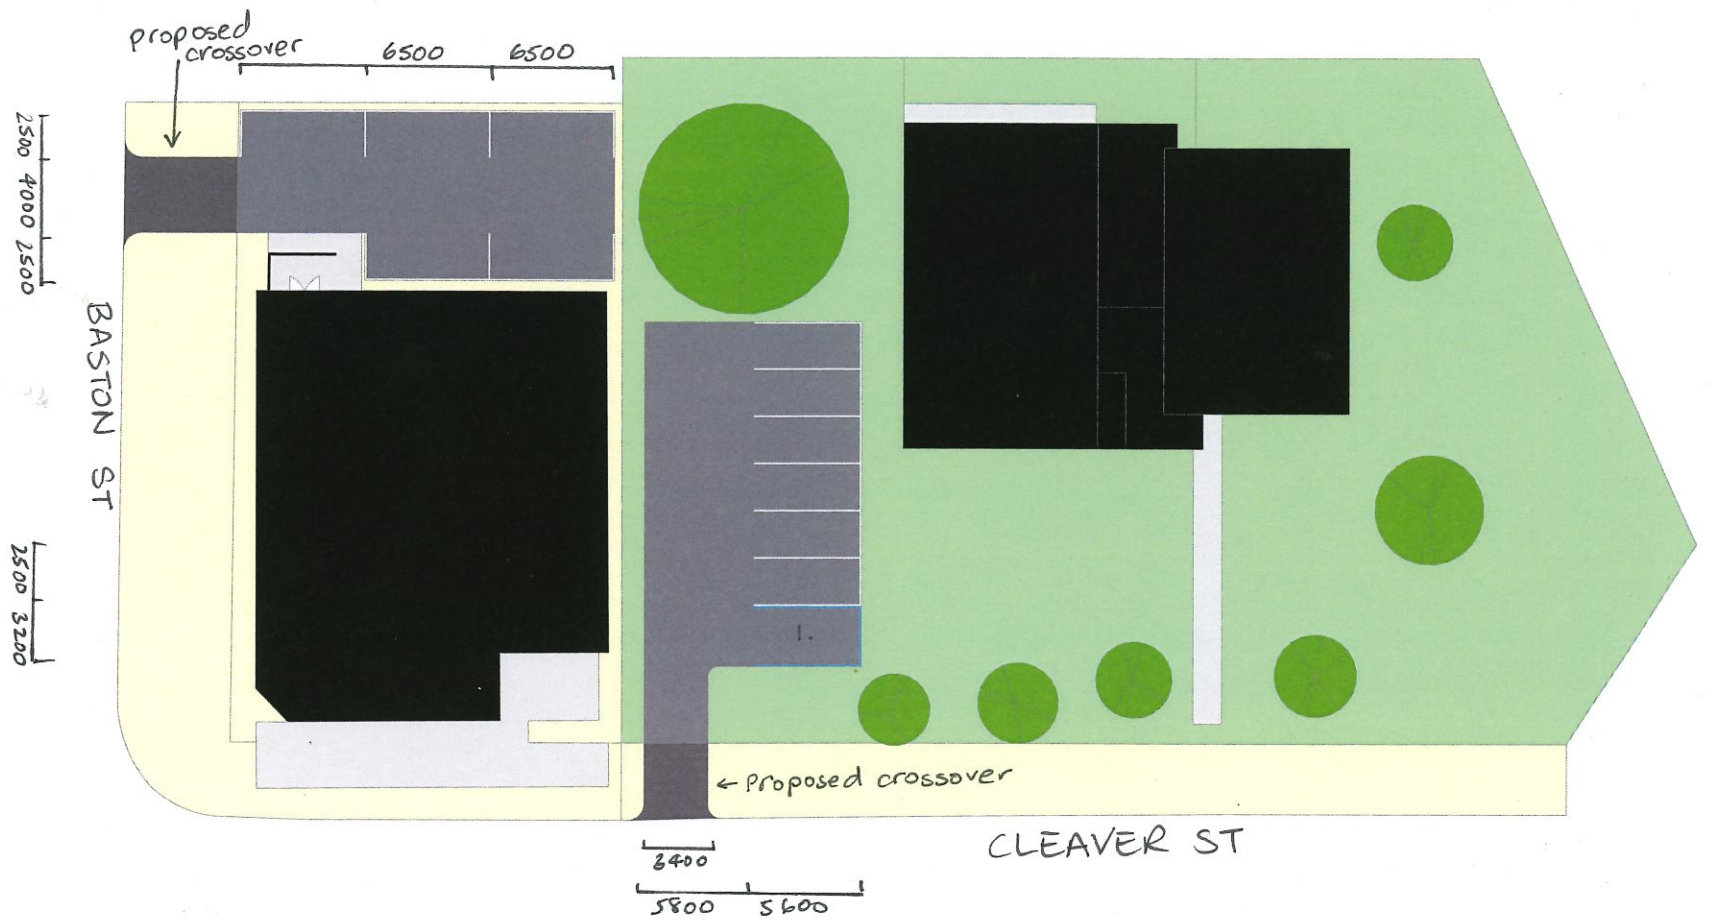 proposed
crossover
6500 6500
2500 4000 2500
BASTON ST
2500 3200
1.
← Proposed crossover
CLEAVER ST
3400
5800 5600